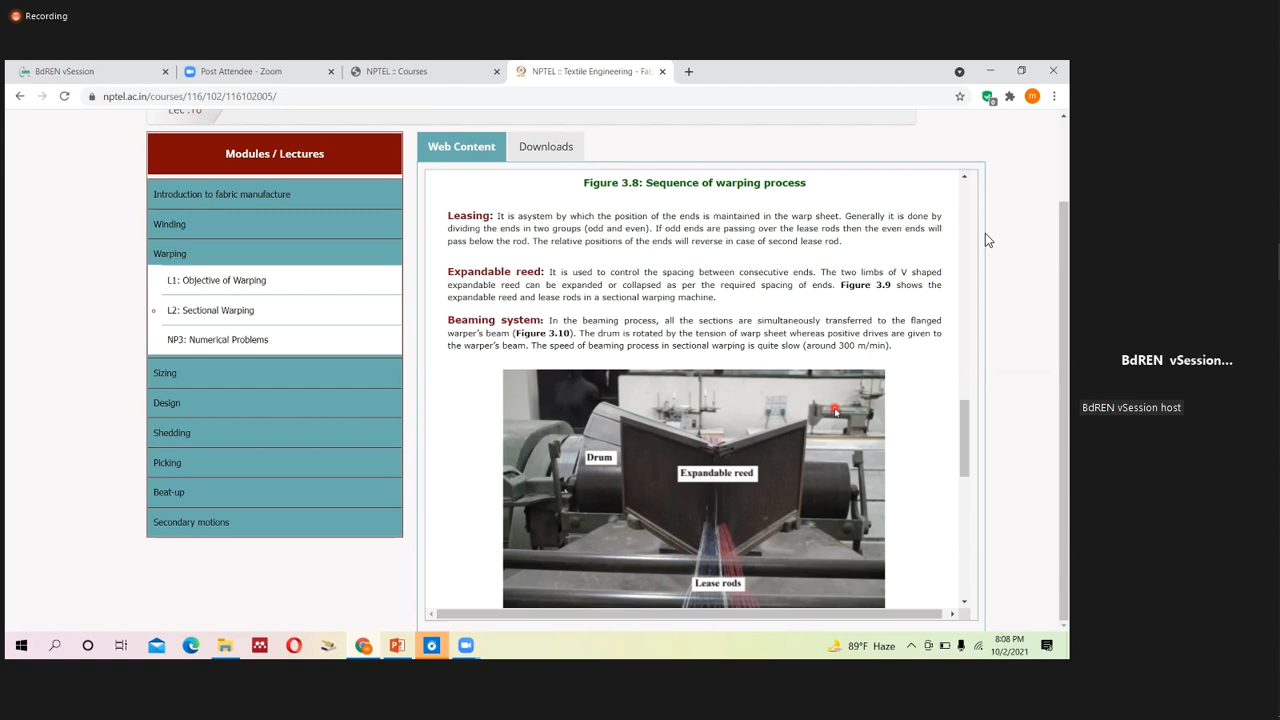 Recording
BdREN vSession
Post Attendee - Zoom
NPTEL :: Courses
NPTEL :: Textile Engineering - Fab
nptel.ac.in/courses/116/102/116102005/
m
Lec :10
Modules / Lectures
Introduction to fabric manufacture
Winding
Warping
L1: Objective of Warping
L2: Sectional Warping
NP3: Numerical Problems
Sizing
Design
Shedding
Picking
Beat-up
Secondary motions
Web Content
Downloads
Figure 3.8: Sequence of warping process
Leasing: It is asystem by which the position of the ends is maintained in the warp sheet. Generally it is done by
dividing the ends in two groups (odd and even). If odd ends are passing over the lease rods then the even ends will
pass below the rod. The relative positions of the ends will reverse in case of second lease rod.
Expandable reed: It is used to control the spacing between consecutive ends. The two limbs of V shaped
expandable reed can be expanded or collapsed as per the required spacing of ends. Figure 3.9 shows the
expandable reed and lease rods in a sectional warping machine.
Beaming system: In the beaming process, all the sections are simultaneously transferred to the flanged
warper's beam (Figure 3.10). The drum is rotated by the tension of warp sheet whereas positive drives are given to
the warper's beam. The speed of beaming process in sectional warping is quite slow (around 300 m/min).
Drum
Expandable reed
Lease rods
BdREN vSession...
BdREN vSession host
89°F Haze
8:08 PM
10/2/2021